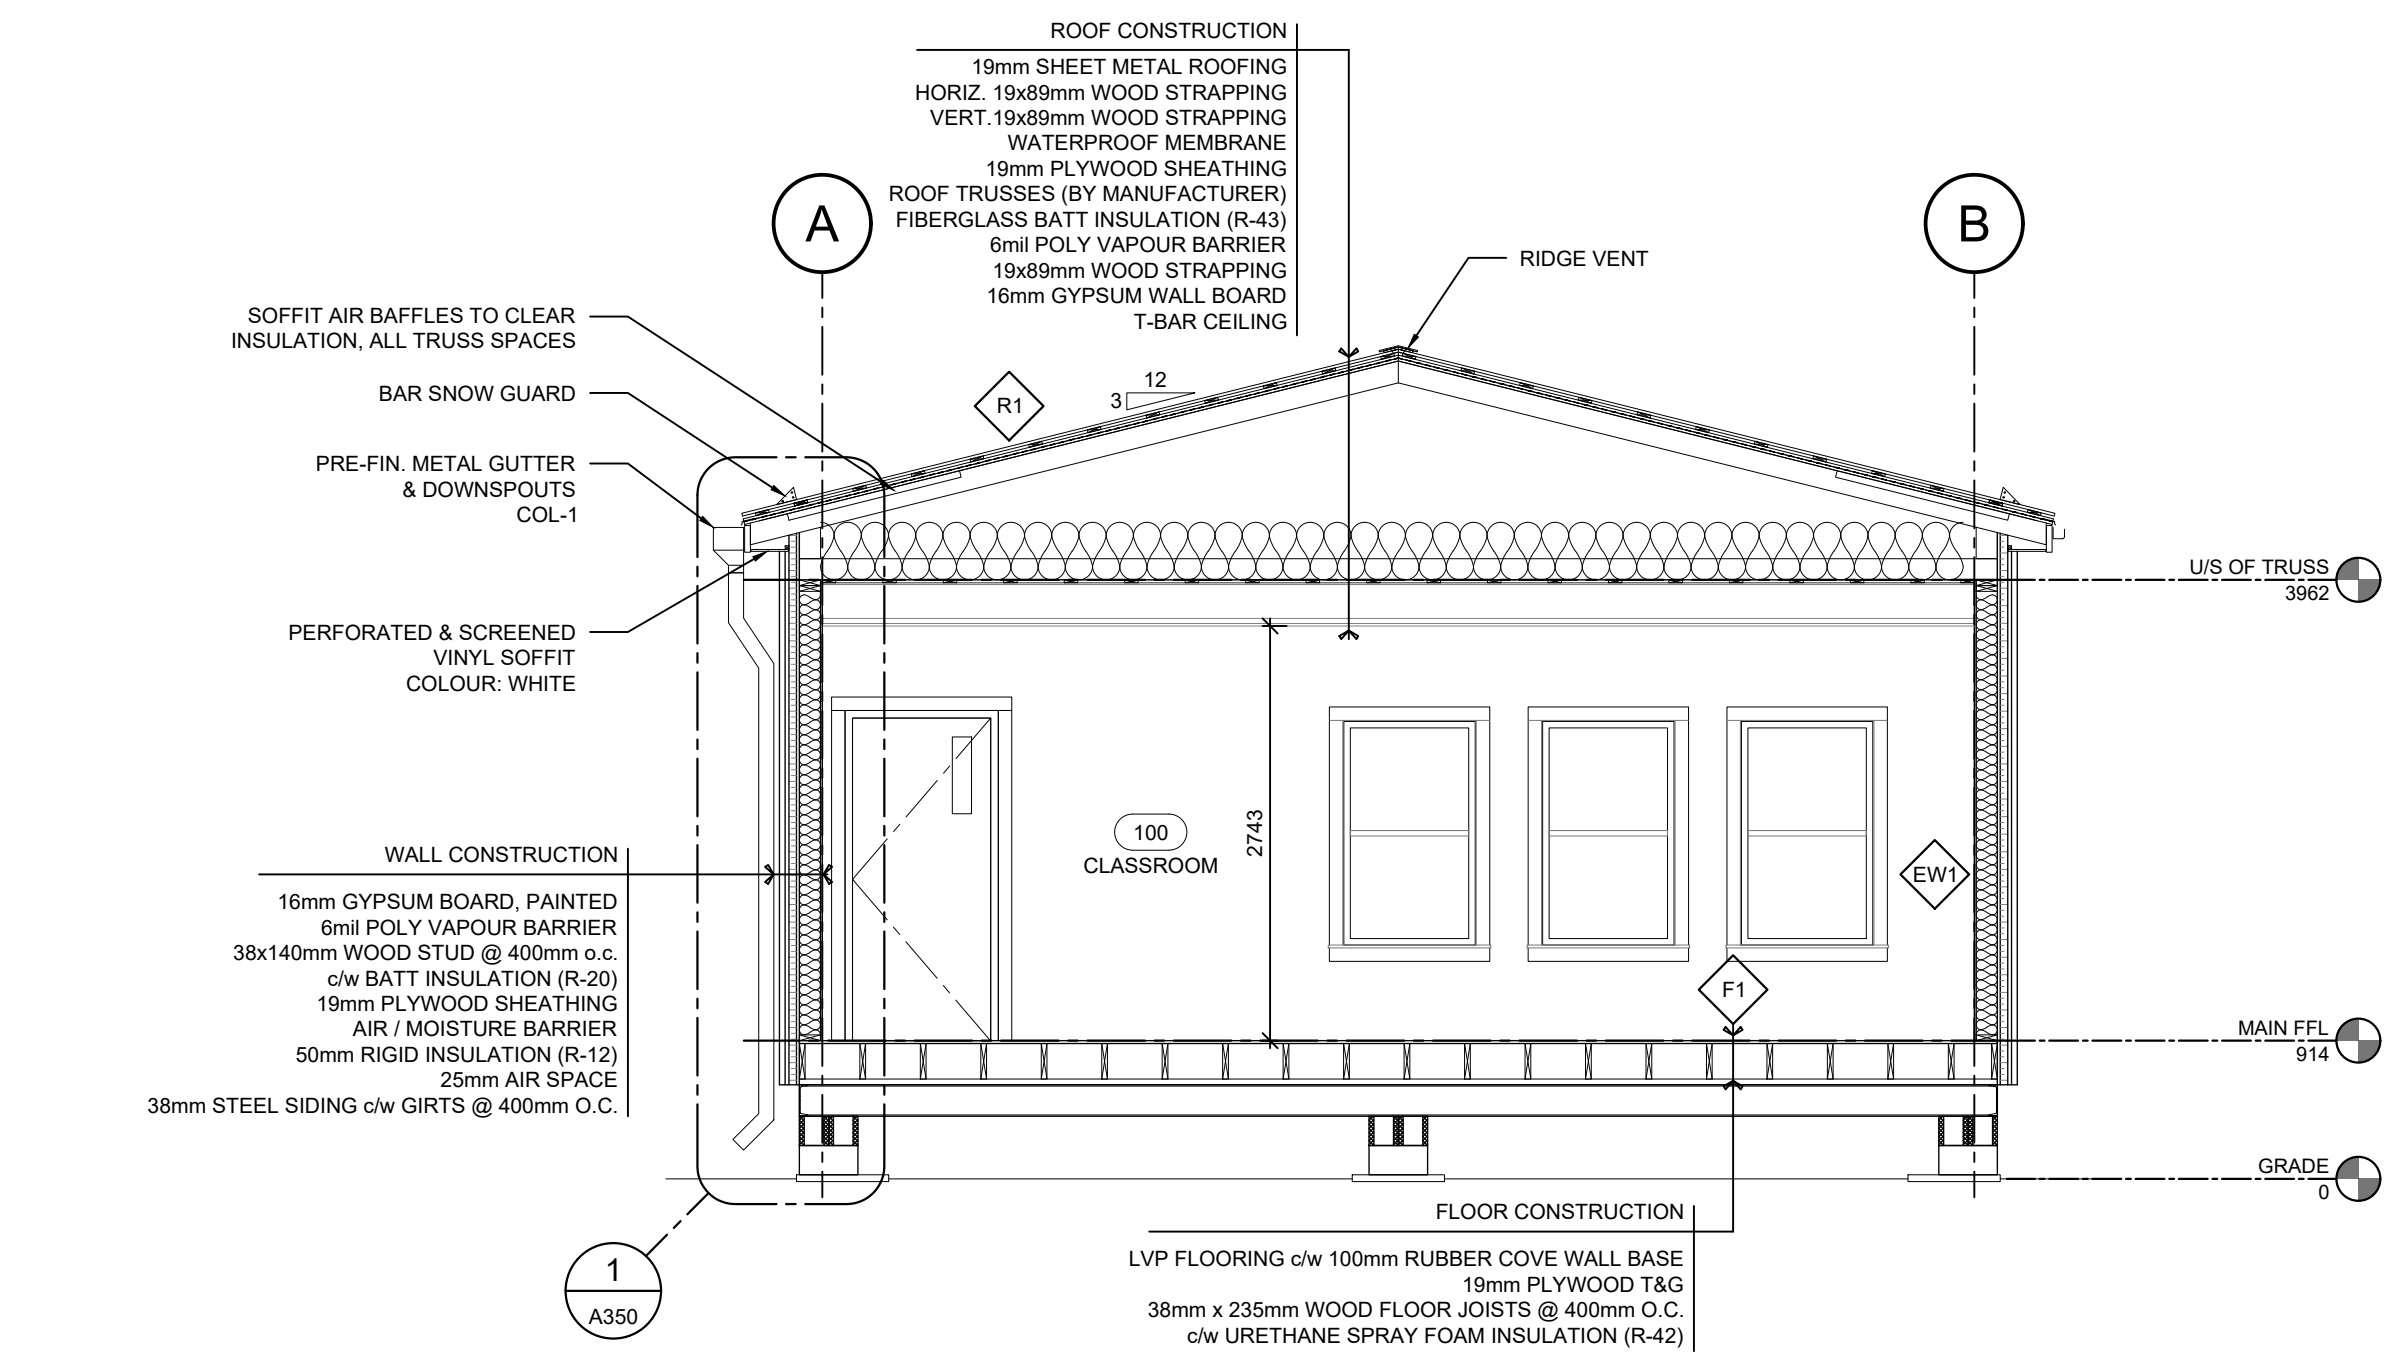 ROOF CONSTRUCTION
19mm SHEET METAL ROOFING
HORIZ. 19x89mm WOOD STRAPPING
VERT.19x89mm WOOD STRAPPING
WATERPROOF MEMBRANE
19mm PLYWOOD SHEATHING
ROOF TRUSSES (BY MANUFACTURER)
FIBERGLASS BATT INSULATION (R-43)
6mil POLY VAPOUR BARRIER
19x89mm WOOD STRAPPING
16mm GYPSUM WALL BOARD
T-BAR CEILING
A
B
RIDGE VENT
SOFFIT AIR BAFFLES TO CLEAR
INSULATION, ALL TRUSS SPACES
BAR SNOW GUARD
PRE-FIN. METAL GUTTER
& DOWNSPOUTS
COL-1
PERFORATED & SCREENED
VINYL SOFFIT
COLOUR: WHITE
R1
12
3
U/S OF TRUSS
3962
100
CLASSROOM
2743
EW1
F1
WALL CONSTRUCTION
16mm GYPSUM BOARD, PAINTED
6mil POLY VAPOUR BARRIER
38x140mm WOOD STUD @ 400mm o.c.
c/w BATT INSULATION (R-20)
19mm PLYWOOD SHEATHING
AIR / MOISTURE BARRIER
50mm RIGID INSULATION (R-12)
25mm AIR SPACE
38mm STEEL SIDING c/w GIRTS @ 400mm O.C.
MAIN FFL
914
GRADE
0
1
A350
FLOOR CONSTRUCTION
LVP FLOORING c/w 100mm RUBBER COVE WALL BASE
19mm PLYWOOD T&G
38mm x 235mm WOOD FLOOR JOISTS @ 400mm O.C.
c/w URETHANE SPRAY FOAM INSULATION (R-42)